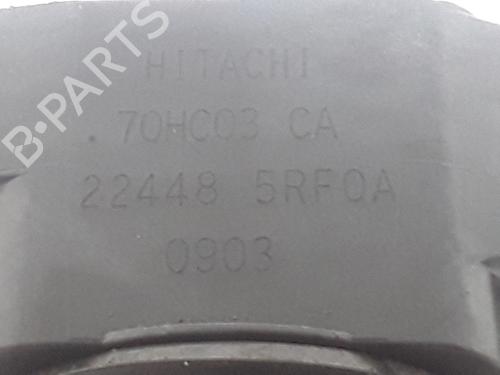 HITACHI
.70HC03 CA
22448 5RF0A
0903
B-PARTS